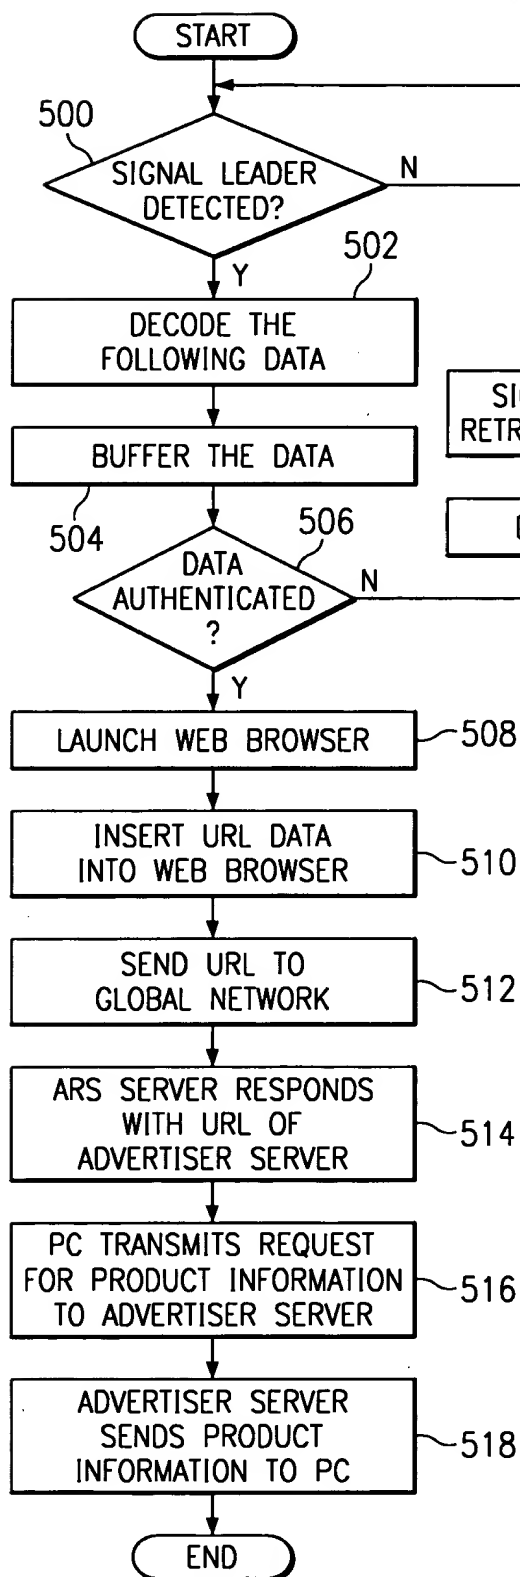 START
500
SIGNAL LEADER
DETECTED?
N
Y
502
DECODE THE
FOLLOWING DATA
BUFFER THE DATA
504
506
DATA
AUTHENTICATED
?
N
Y
LAUNCH WEB BROWSER
508
INSERT URL DATA
INTO WEB BROWSER
510
SEND URL TO
GLOBAL NETWORK
512
ARS SERVER RESPONDS
WITH URL OF
ADVERTISER SERVER
514
PC TRANSMITS REQUEST
FOR PRODUCT INFORMATION
TO ADVERTISER SERVER
516
ADVERTISER SERVER
SENDS PRODUCT
INFORMATION TO PC
518
END